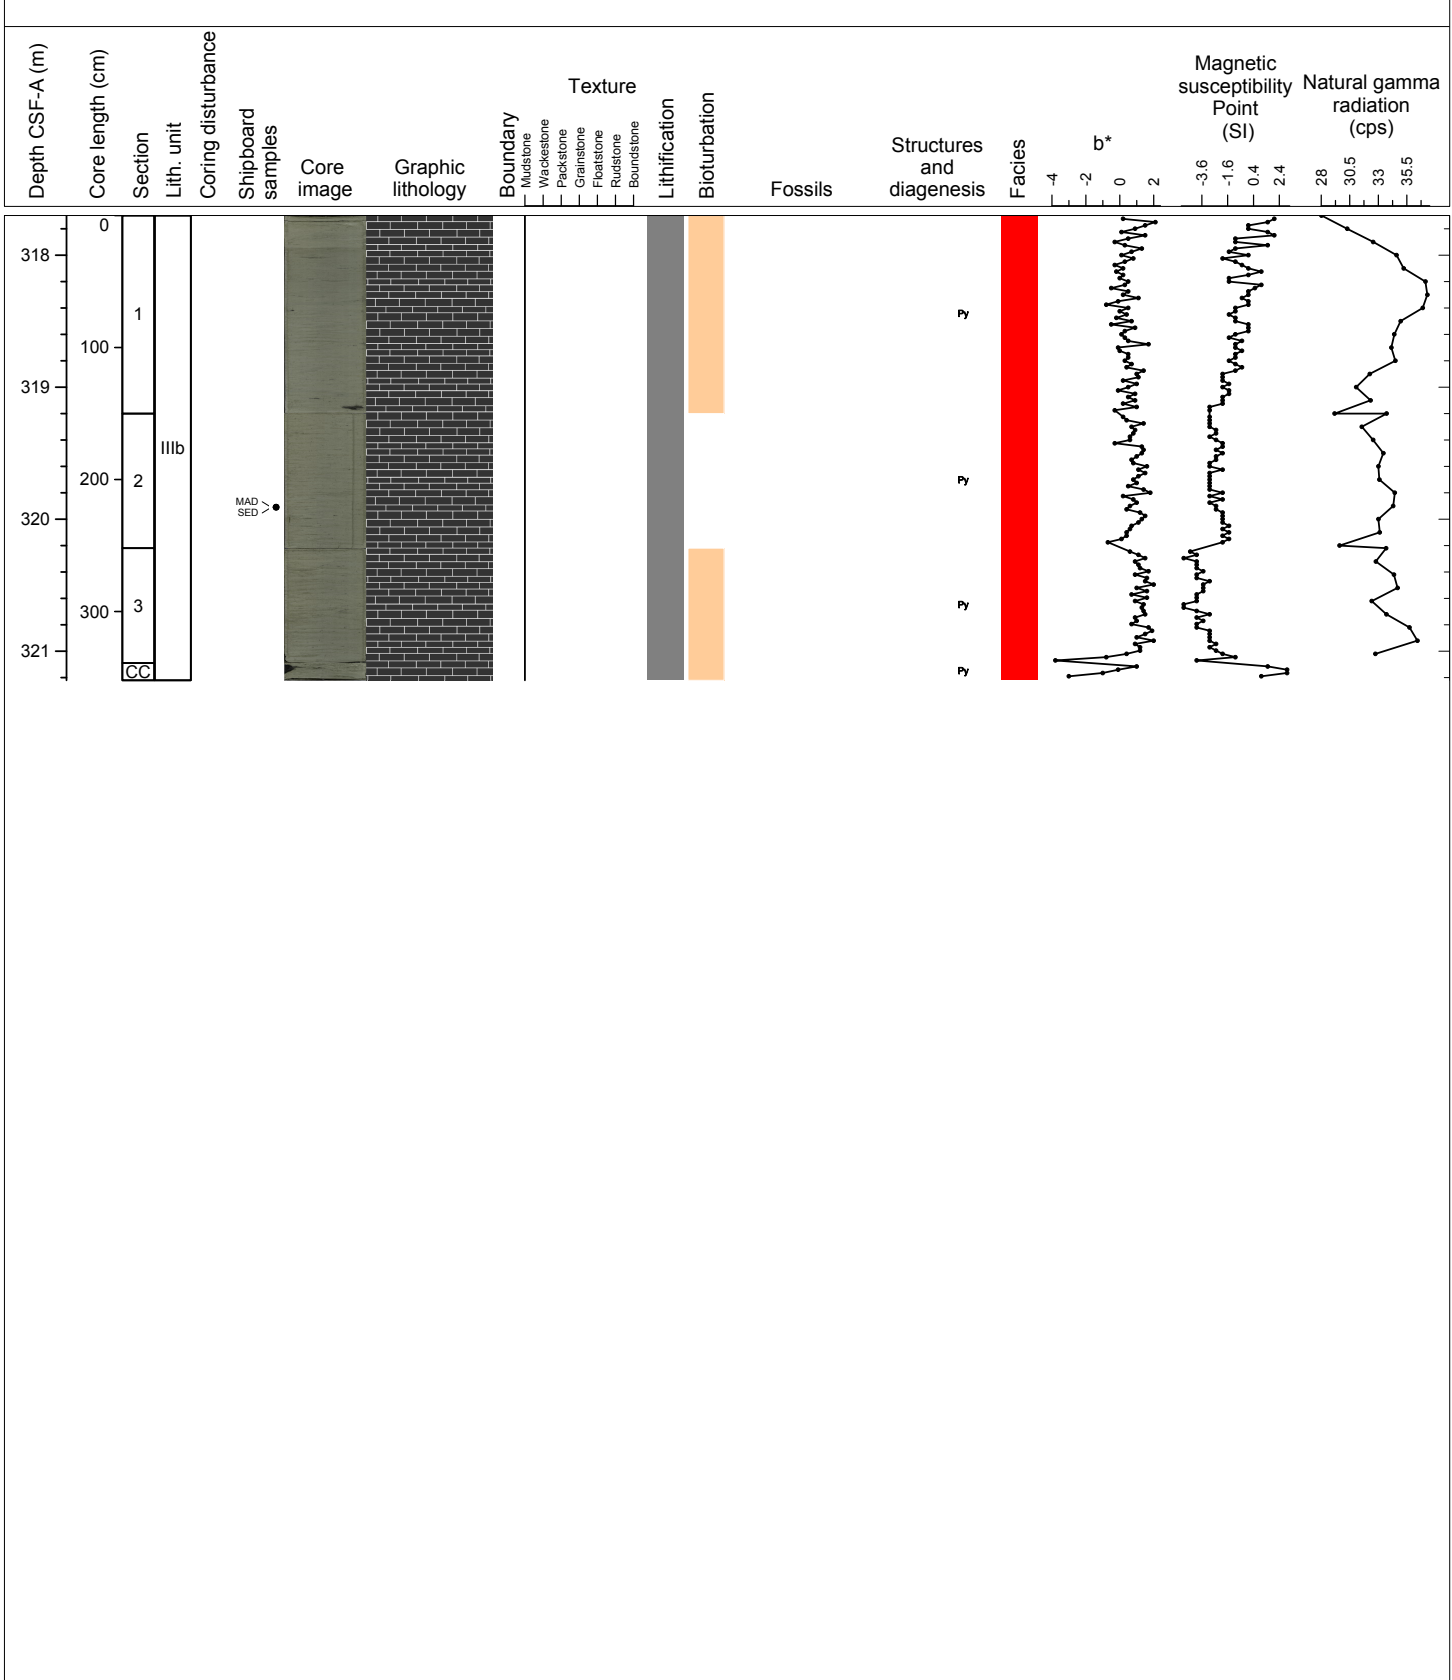 Depth CSF-A (m)
Core length (cm)
Section
Lith. unit
Coring disturbance
Shipboard
samples
Core
image
Graphic
lithology
Boundary
Texture
Mudstone
Wackestone
Packstone
Grainstone
Floatstone
Rudstone
Boundstone
Lithification
Bioturbation
Fossils
Structures
and
diagenesis
Facies
b*
-4
-2
0
2
Magnetic
susceptibility
Point
(SI)
-3.6
-1.6
0.4
2.4
Natural gamma
radiation
(cps)
28
30.5
33
35.5
0
318
1
Py
100
319
IIIb
200
2
Py
MAD
SED
320
300
3
Py
321
CC
Py